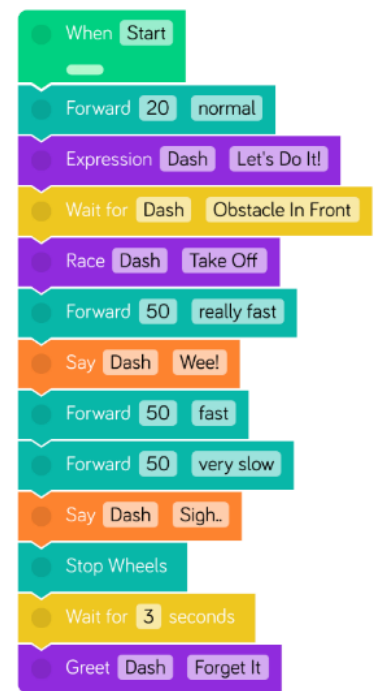 When Start
Forward 20 normal
Expression Dash Let's Do It!
Wait for Dash Obstacle In Front
Race Dash Take Off
Forward 50 really fast
Say Dash Wee!
Forward 50 fast
Forward 50 very slow
Say Dash Sigh..
Stop Wheels
Wait for 3 seconds
Greet Dash Forget It